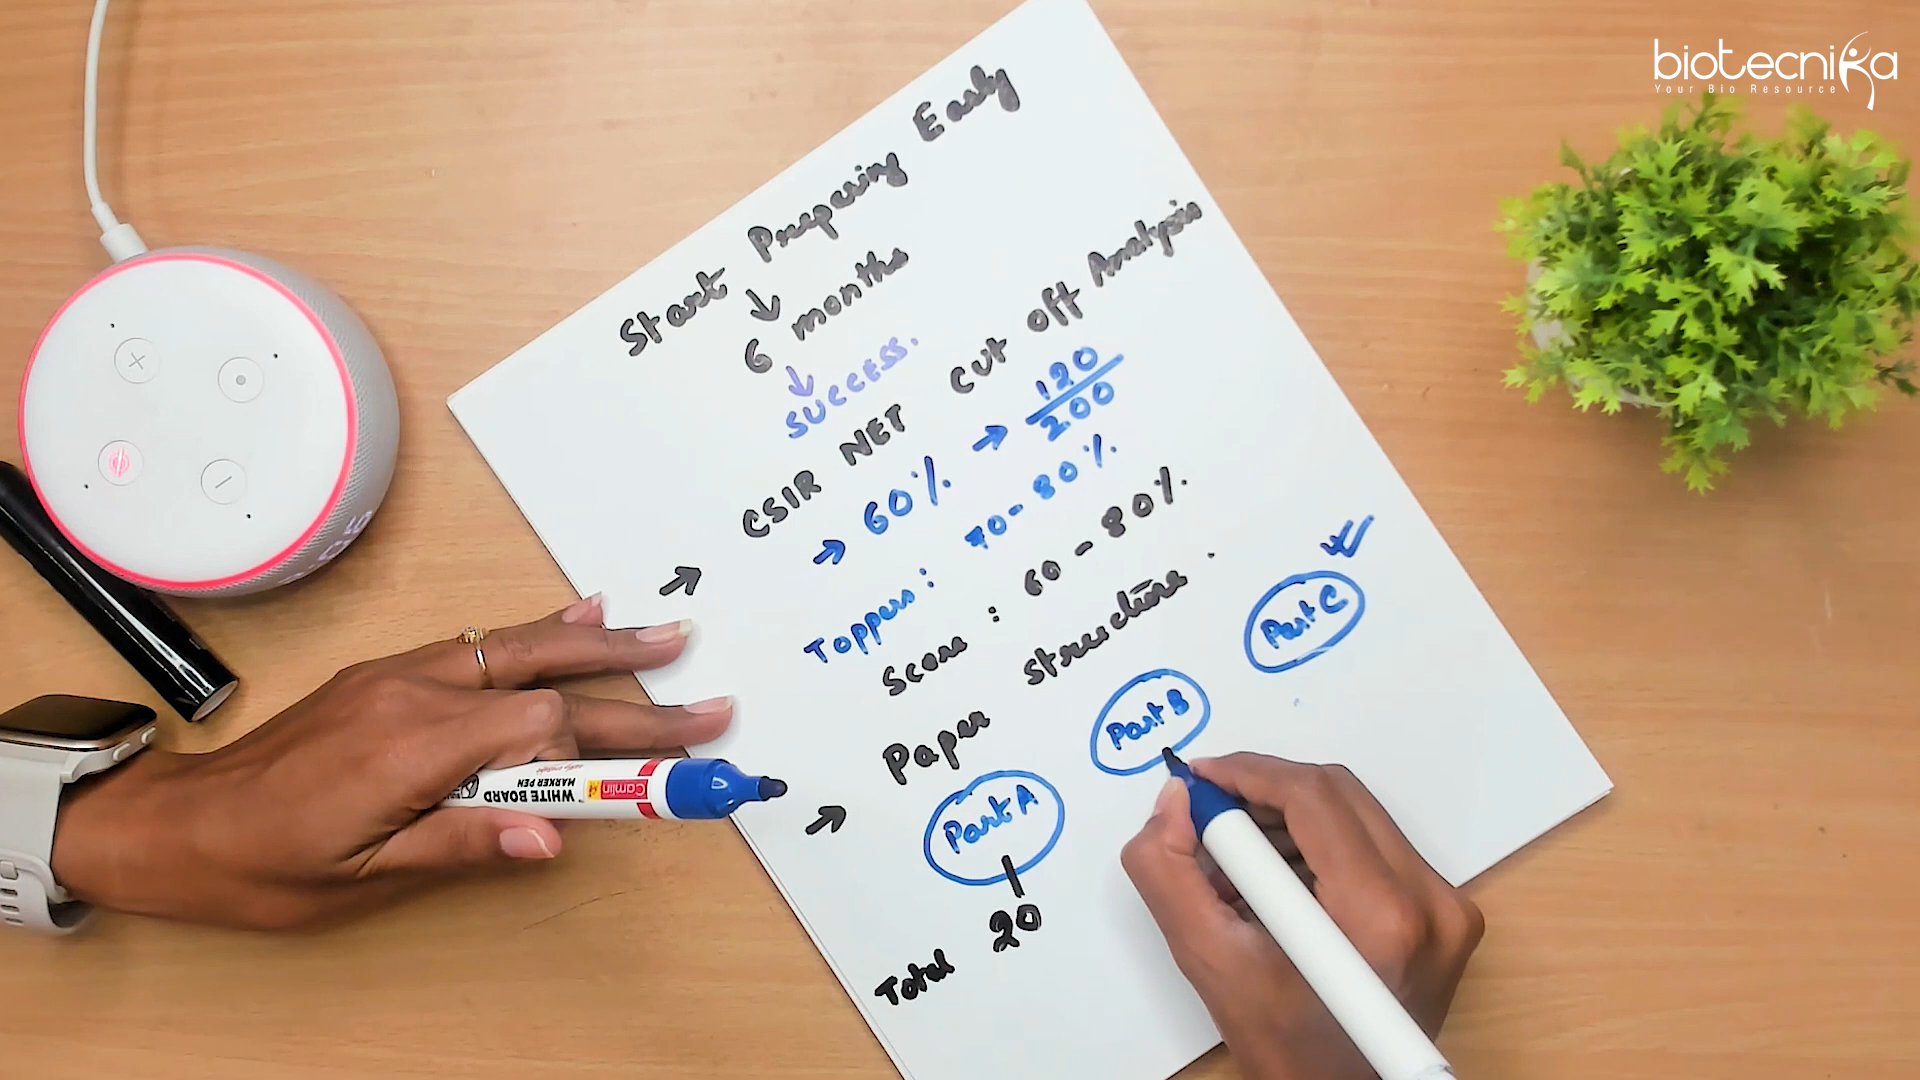 biotecnika
Your Bio Resource
Start Preparing Early
6 months
SUCCESS.
CSIR NET Cut off Analysis
60% 120/200
Toppers: 70-80%
Score: 60-80%.
Paper Structure.
Part A Part B Part C
Total 20
Camlin
WHITE BOARD
MARKER PEN